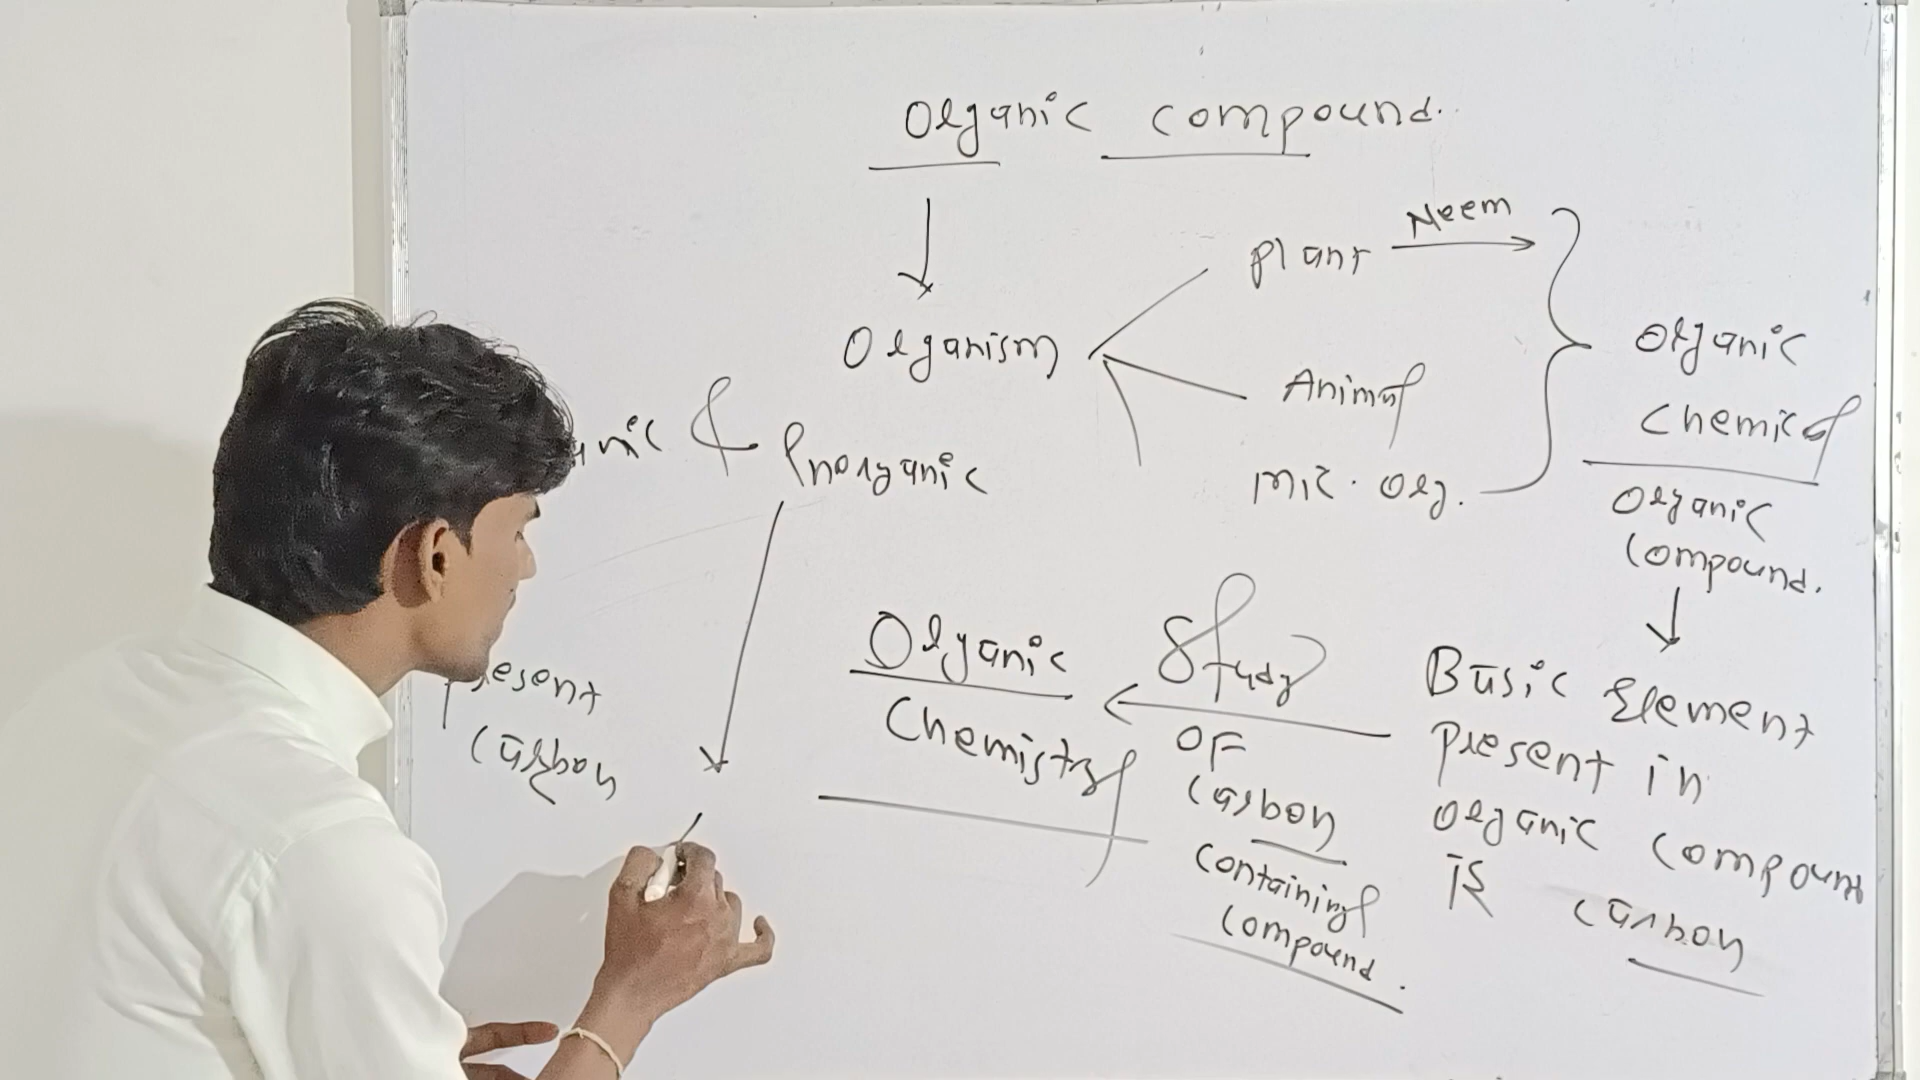 Organic compound.
Neem
plant
Organism
Animal
mic. org.
organic
chemical
organic
compound.
& Inorganic
present
carbon
Organic
Chemistry
Study
OF
carbon
containing
compound.
Basic Element
present in
organic compound
is carbon